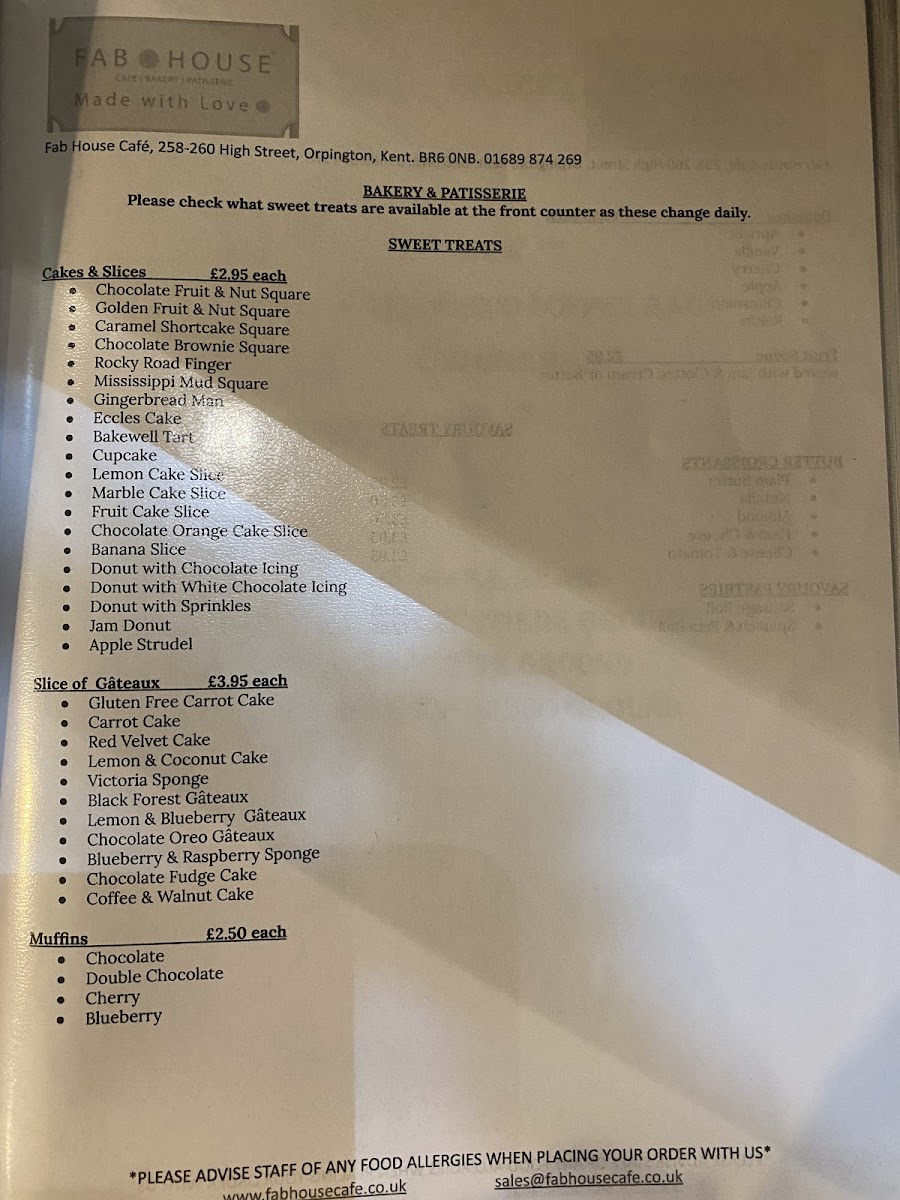 FAB HOUSE
CAFE | BAKERY | PATISSERIE
Made with Love
Fab House Café, 258-260 High Street, Orpington, Kent. BR6 0NB. 01689 874 269
BAKERY & PATISSERIE
Please check what sweet treats are available at the front counter as these change daily.
SWEET TREATS
Cakes & Slices £2.95 each
Chocolate Fruit & Nut Square
Golden Fruit & Nut Square
Caramel Shortcake Square
Chocolate Brownie Square
Rocky Road Finger
Mississippi Mud Square
Gingerbread Man
Eccles Cake
Bakewell Tart
Cupcake
Lemon Cake Slice
Marble Cake Slice
Fruit Cake Slice
Chocolate Orange Cake Slice
Banana Slice
Donut with Chocolate Icing
Donut with White Chocolate Icing
Donut with Sprinkles
Jam Donut
Apple Strudel
Slice of Gâteaux £3.95 each
Gluten Free Carrot Cake
Carrot Cake
Red Velvet Cake
Lemon & Coconut Cake
Victoria Sponge
Black Forest Gâteaux
Lemon & Blueberry Gâteaux
Chocolate Oreo Gâteaux
Blueberry & Raspberry Sponge
Chocolate Fudge Cake
Coffee & Walnut Cake
Muffins £2.50 each
Chocolate
Double Chocolate
Cherry
Blueberry
*PLEASE ADVISE STAFF OF ANY FOOD ALLERGIES WHEN PLACING YOUR ORDER WITH US*
www.fabhousecafe.co.uk sales@fabhousecafe.co.uk